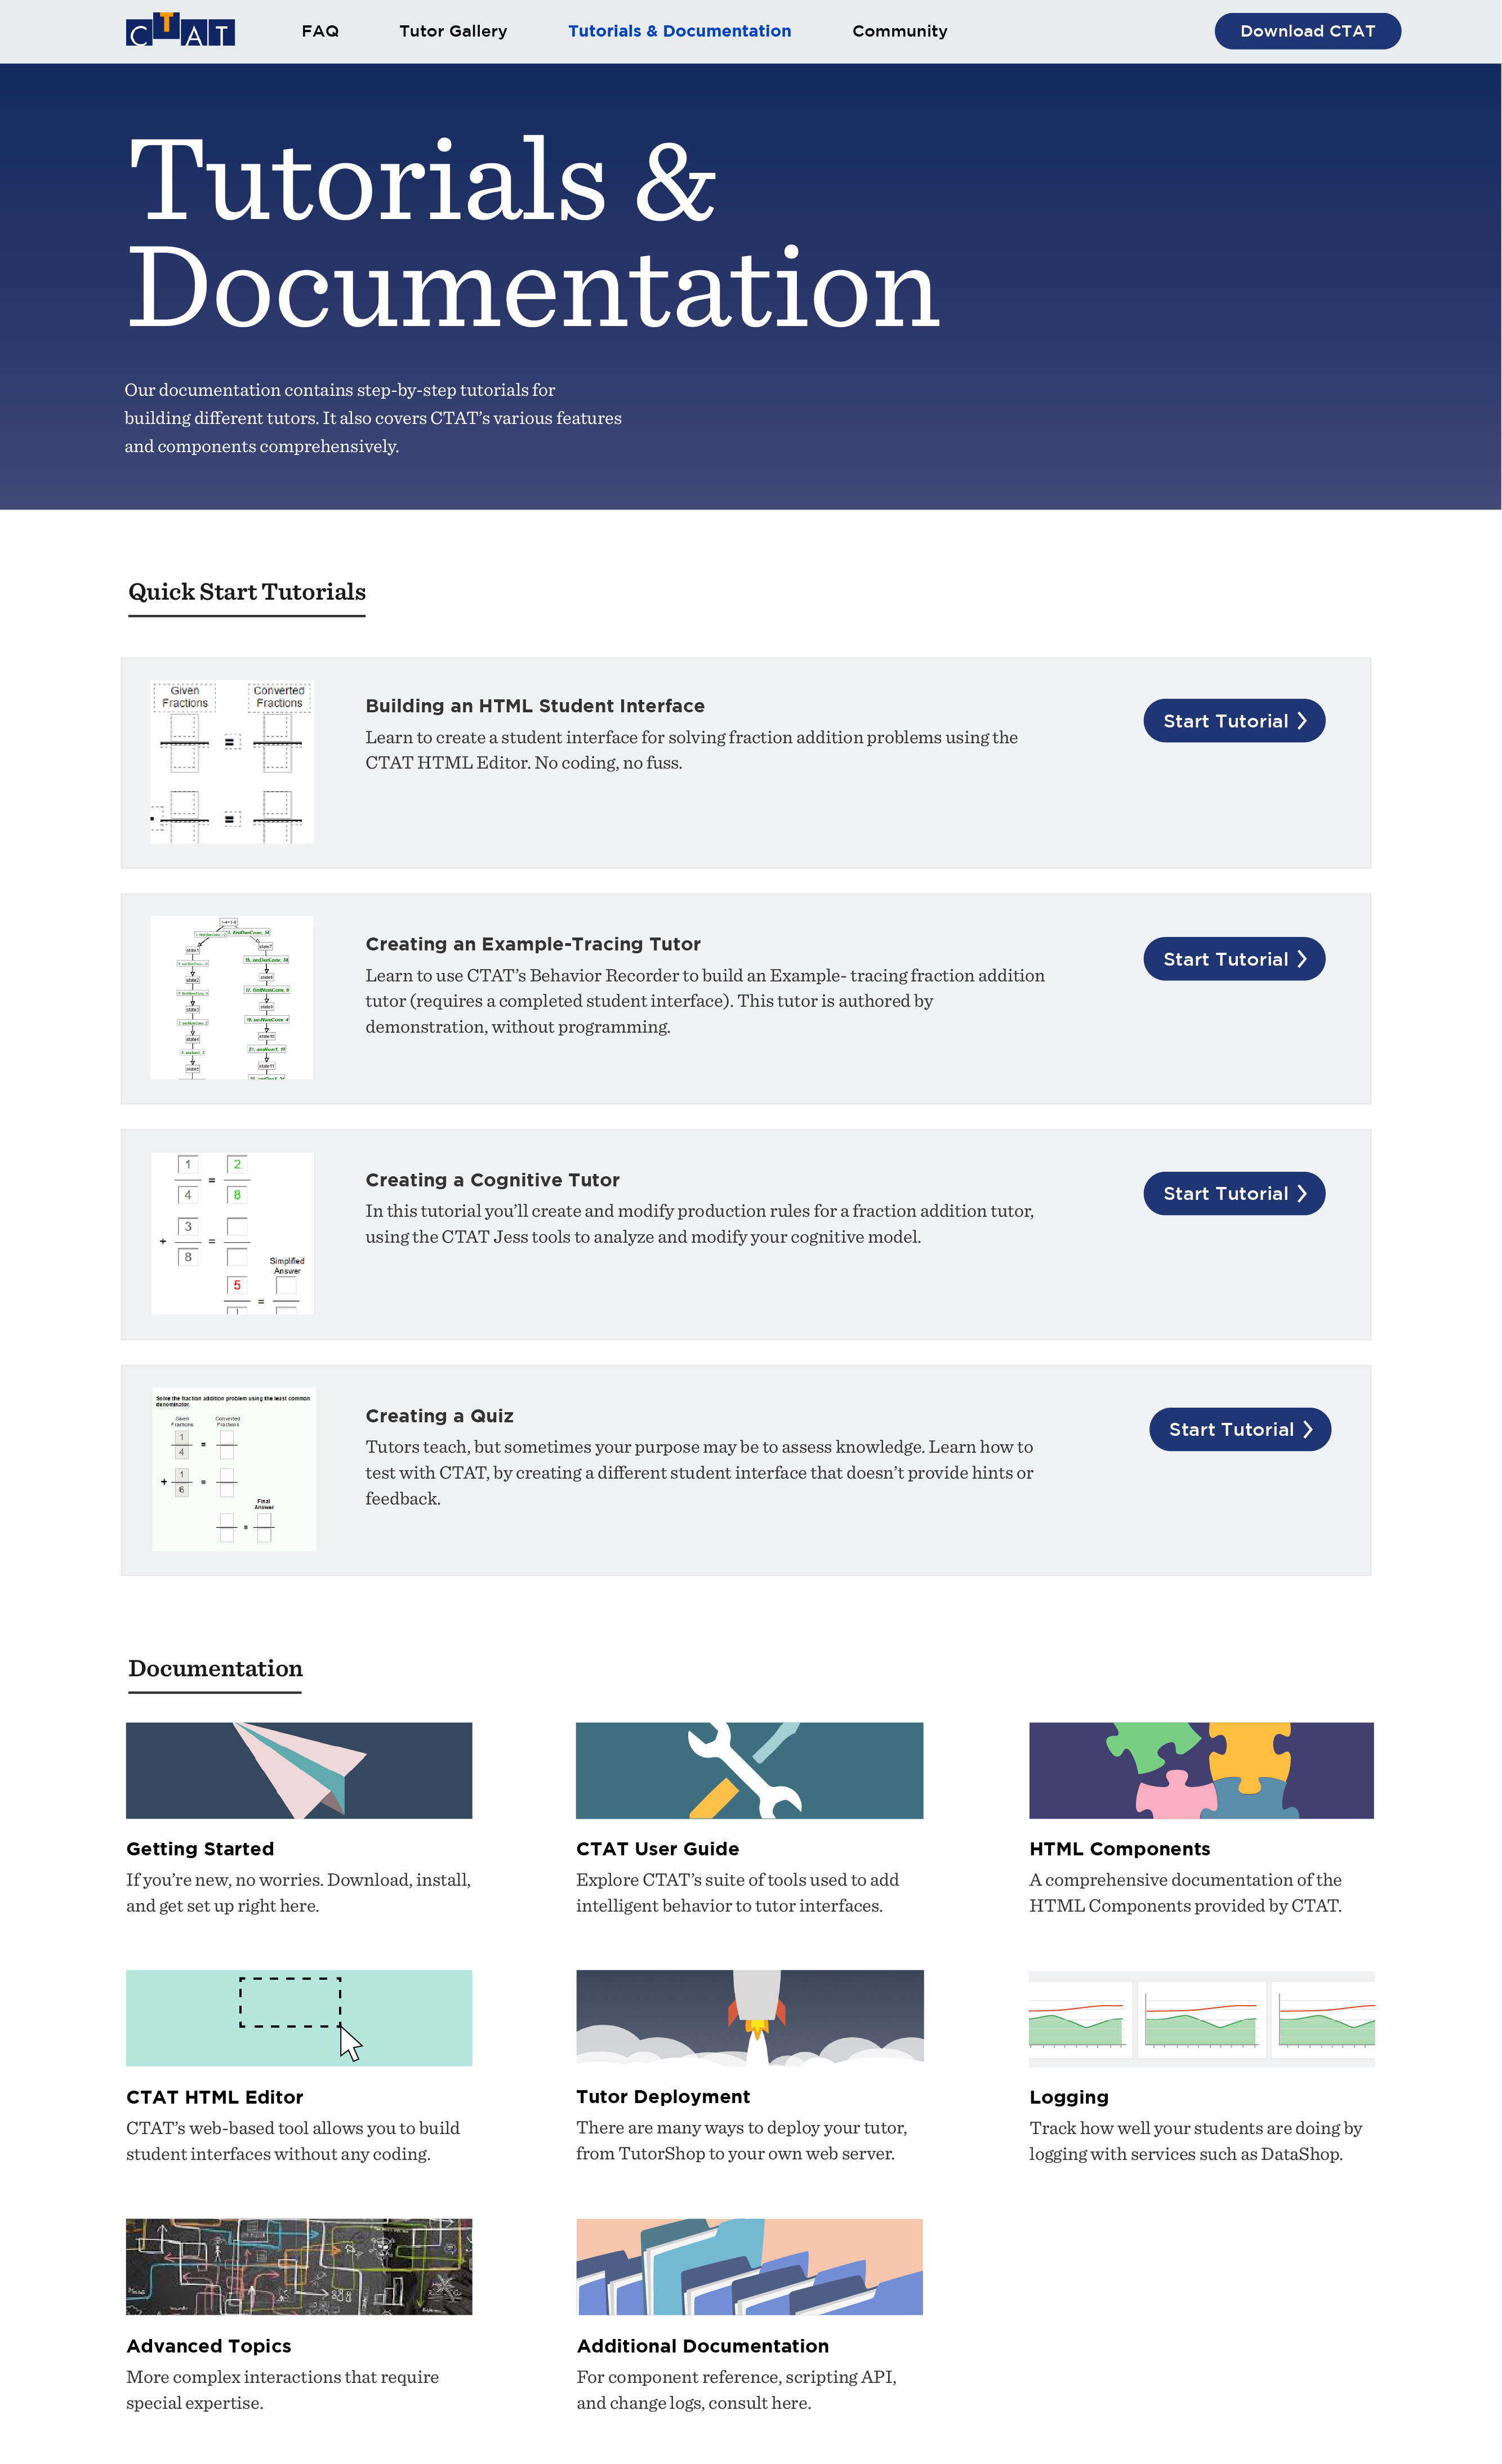 CTAT
FAQ
Tutor Gallery
Tutorials & Documentation
Community
Download CTAT
Tutorials &
Documentation
Our documentation contains step-by-step tutorials for
building different tutors. It also covers CTAT’s various features
and components comprehensively.
Quick Start Tutorials
Given
Fractions
Converted
Fractions
=
=
Building an HTML Student Interface
Learn to create a student interface for solving fraction addition problems using the
CTAT HTML Editor. No coding, no fuss.
Start Tutorial
Creating an Example-Tracing Tutor
Learn to use CTAT’s Behavior Recorder to build an Example- tracing fraction addition
tutor (requires a completed student interface). This tutor is authored by
demonstration, without programming.
Start Tutorial
1
4
=
2
8
+
3
8
=
Simplified
Answer
5
=
Creating a Cognitive Tutor
In this tutorial you’ll create and modify production rules for a fraction addition tutor,
using the CTAT Jess tools to analyze and modify your cognitive model.
Start Tutorial
Solve the fraction addition problem using the least common
denominator.
Given
Fractions
Converted
Fractions
1
4
=
+
1
6
=
Final
Answer
=
Creating a Quiz
Tutors teach, but sometimes your purpose may be to assess knowledge. Learn how to
test with CTAT, by creating a different student interface that doesn’t provide hints or
feedback.
Start Tutorial
Documentation
Getting Started
If you’re new, no worries. Download, install,
and get set up right here.
CTAT User Guide
Explore CTAT’s suite of tools used to add
intelligent behavior to tutor interfaces.
HTML Components
A comprehensive documentation of the
HTML Components provided by CTAT.
CTAT HTML Editor
CTAT’s web-based tool allows you to build
student interfaces without any coding.
Tutor Deployment
There are many ways to deploy your tutor,
from TutorShop to your own web server.
Logging
Track how well your students are doing by
logging with services such as DataShop.
Advanced Topics
More complex interactions that require
special expertise.
Additional Documentation
For component reference, scripting API,
and change logs, consult here.